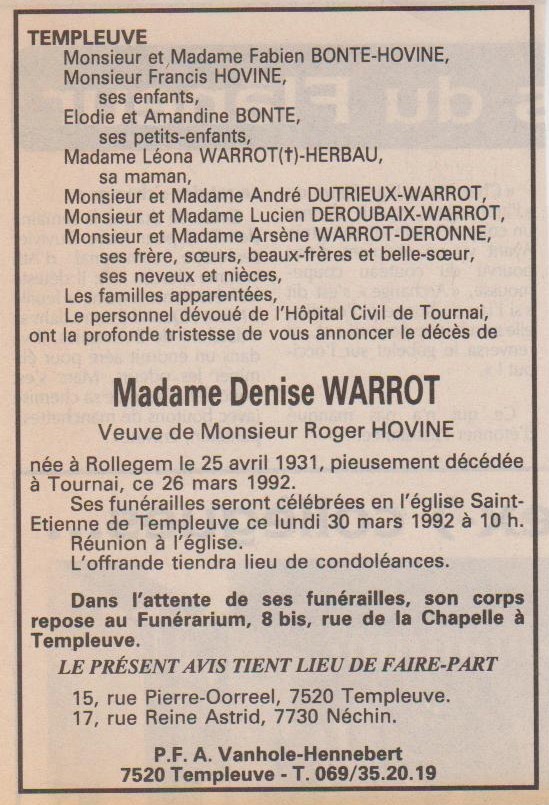 TEMPLEUVE
Monsieur et Madame Fabien BONTE-HOVINE,
Monsieur Francis HOVINE,
ses enfants,
Elodie et Amandine BONTE,
ses petits-enfants,
Madame Léona WARROT(†)-HERBAU,
sa maman,
Monsieur et Madame André DUTRIEUX-WARROT,
Monsieur et Madame Lucien DEROUBAIX-WARROT,
Monsieur et Madame Arsène WARROT-DERONNE,
ses frère, sœurs, beaux-frères et belle-sœur,
ses neveux et nièces,
Les familles apparentées,
Le personnel dévoué de l'Hôpital Civil de Tournai,
ont la profonde tristesse de vous annoncer le décès de
Madame Denise WARROT
Veuve de Monsieur Roger HOVINE
née à Rollegem le 25 avril 1931, pieusement décédée
à Tournai, ce 26 mars 1992.
Ses funérailles seront célébrées en l'église Saint-
Etienne de Templeuve ce lundi 30 mars 1992 à 10 h.
Réunion à l'église.
L'offrande tiendra lieu de condoléances.
Dans l'attente de ses funérailles, son corps
repose au Funérarium, 8 bis, rue de la Chapelle à
Templeuve.
LE PRÉSENT AVIS TIENT LIEU DE FAIRE-PART
15, rue Pierre-Oorreel, 7520 Templeuve.
17, rue Reine Astrid, 7730 Néchin.
P.F. A. Vanhole-Hennebert
7520 Templeuve - T. 069/35.20.19